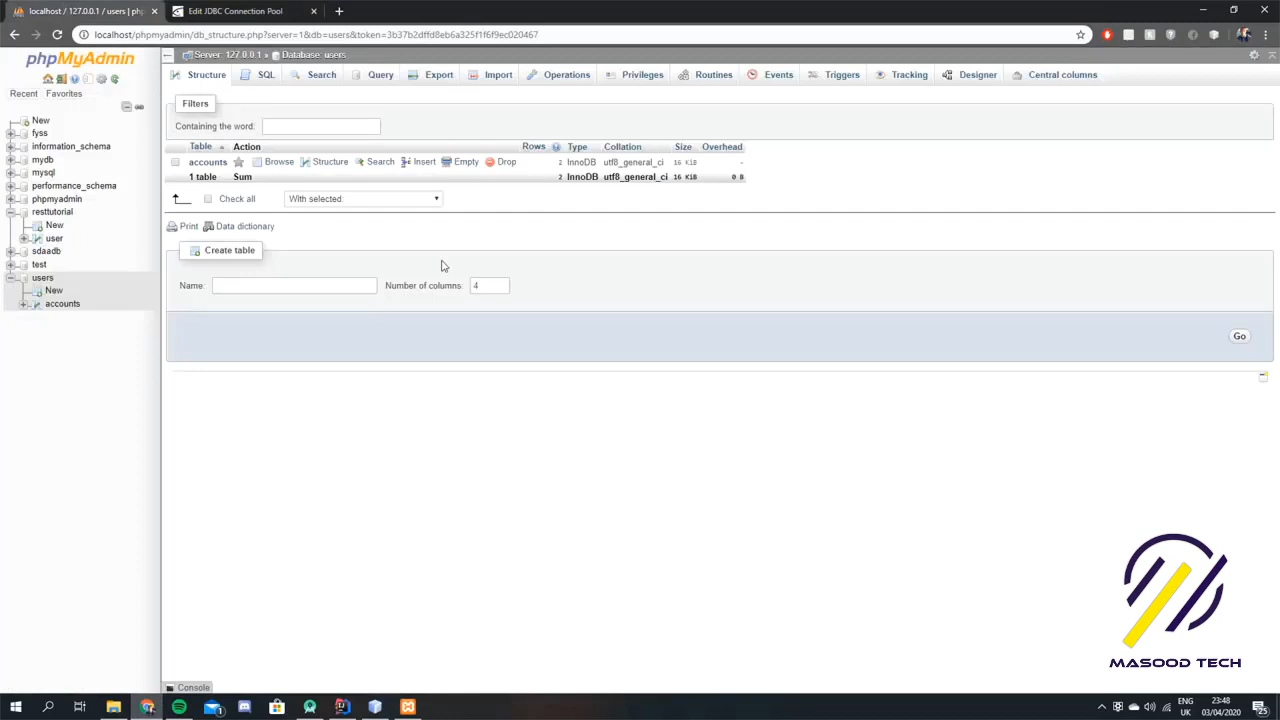 localhost / 127.0.0.1 / users | ph
Edit JDBC Connection Pool
localhost/phpmyadmin/db_structure.php?server=1&db=users&token=3b37b2dffd8eb6a325f1f6f9ec020467
phpMyAdmin
Recent Favorites
New
fyss
information_schema
mydb
mysql
performance_schema
phpmyadmin
resttutorial
New
user
sdaadb
test
users
New
accounts
Server: 127.0.0.1 » Database: users
Structure SQL Search Query Export Import Operations Privileges Routines Events Triggers Tracking Designer Central columns
Filters
Containing the word:
Table Action Rows Type Collation Size Overhead
accounts Browse Structure Search Insert Empty Drop 2 InnoDB utf8_general_ci 16 KiB -
1 table Sum 2 InnoDB utf8_general_ci 16 KiB 0 B
Check all With selected:
Print Data dictionary
Create table
Name: Number of columns: 4
Go
Console
MASOOD TECH
ENG 23:48
UK 03/04/2020 25